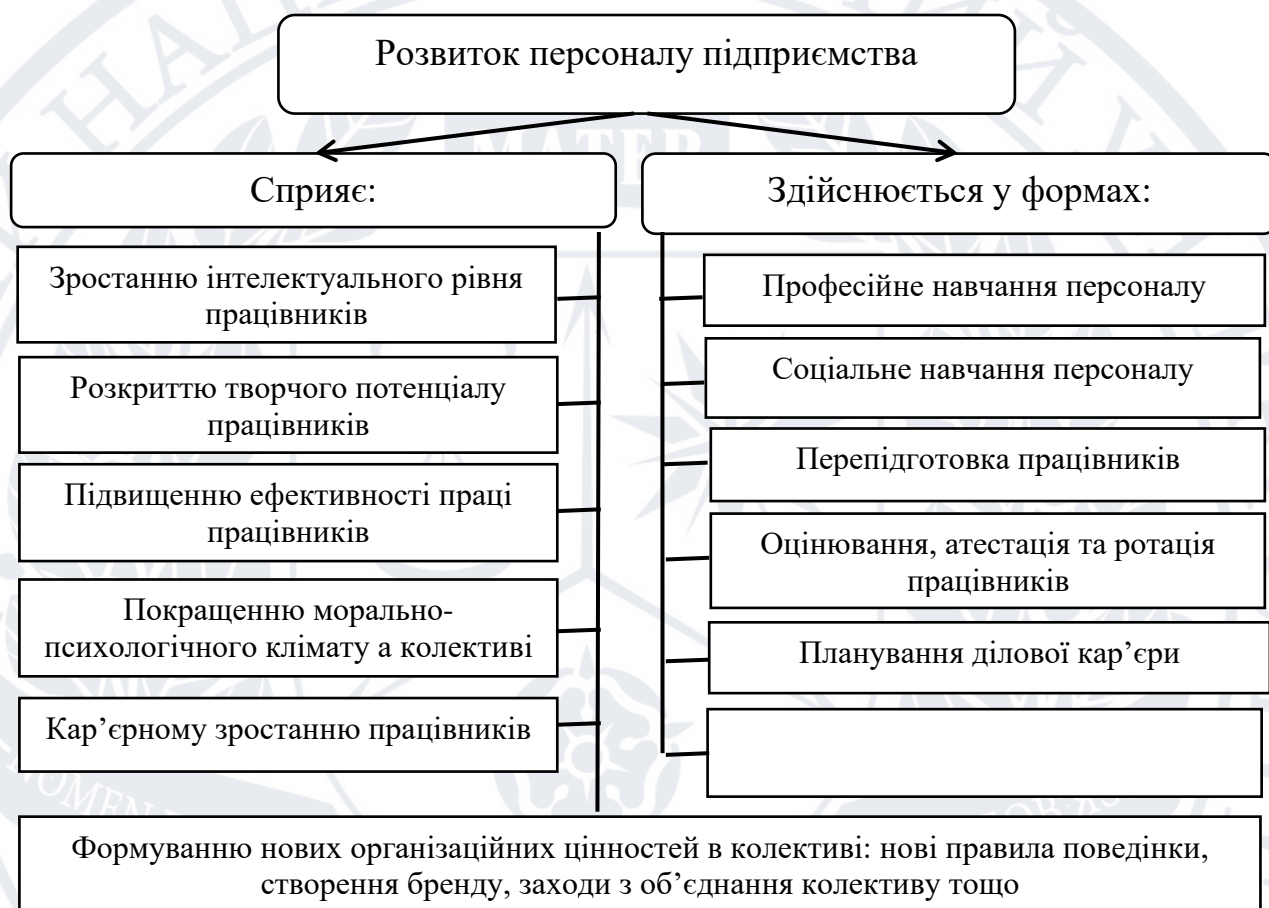 Розвиток персоналу підприємства
Сприяє:
Зростанню інтелектуального рівня
працівників
Розкриттю творчого потенціалу
працівників
Підвищенню ефективності праці
працівників
Покращенню морально-
психологічного клімату а колективі
Кар’єрному зростанню працівників
Здійснюється у формах:
Професійне навчання персоналу
Соціальне навчання персоналу
Перепідготовка працівників
Оцінювання, атестація та ротація
працівників
Планування ділової кар’єри
Формуванню нових організаційних цінностей в колективі: нові правила поведінки,
створення бренду, заходи з об’єднання колективу тощо